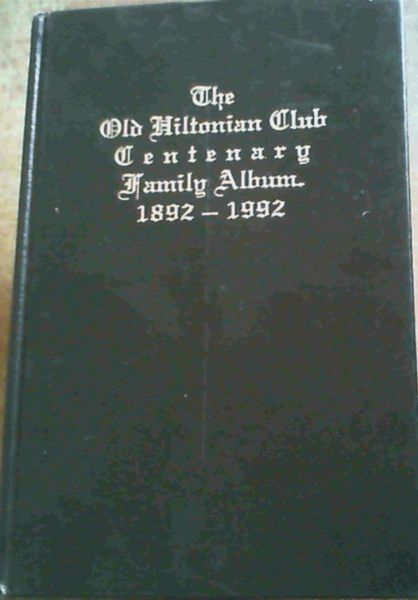 The
Old Hiltonian Club
Centenary
Family Album.
1892 - 1992